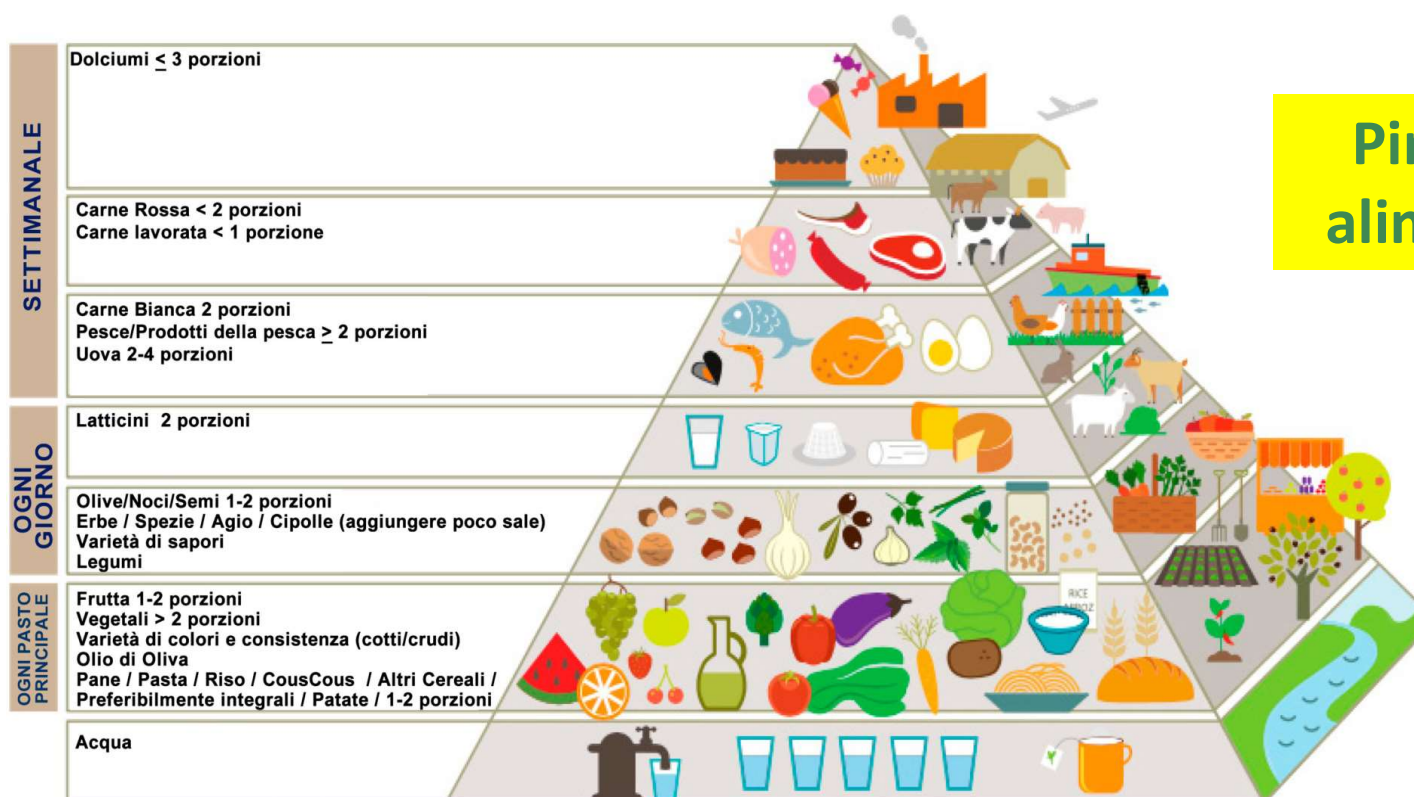 Dolciumi ≤ 3 porzioni
SETTIMANALE
Carne Rossa < 2 porzioni
Carne lavorata < 1 porzione
Carne Bianca 2 porzioni
Pesce/Prodotti della pesca ≥ 2 porzioni
Uova 2-4 porzioni
OGNI
GIORNO
Latticini 2 porzioni
Olive/Noci/Semi 1-2 porzioni
Erbe / Spezie / Agio / Cipolle (aggiungere poco sale)
Varietà di sapori
Legumi
OGNI PASTO
PRINCIPALE
Frutta 1-2 porzioni
Vegetali > 2 porzioni
Varietà di colori e consistenza (cotti/crudi)
Olio di Oliva
Pane / Pasta / Riso / CousCous / Altri Cereali /
Preferibilmente integrali / Patate / 1-2 porzioni
RICE
Acqua